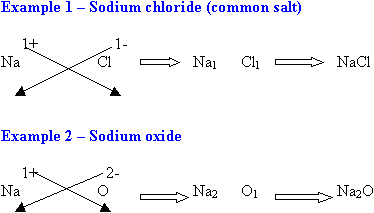 Example 1 – Sodium chloride (common salt)
1+ 1-
Na Cl Na1 Cl1 NaCl
Example 2 – Sodium oxide
1+ 2-
Na O Na2 O1 Na2O